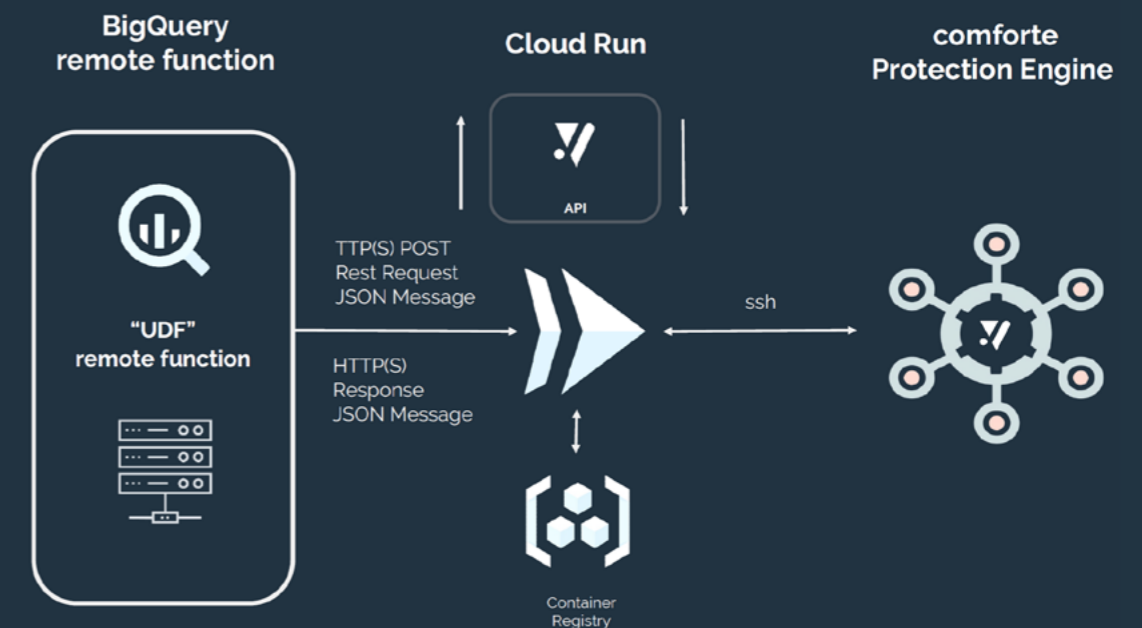 BigQuery
remote function
Cloud Run
comforte
Protection Engine
API
TTP(S) POST
Rest Request
JSON Message
ssh
“UDF”
remote function
HTTP(S)
Response
JSON Message
Container
Registry